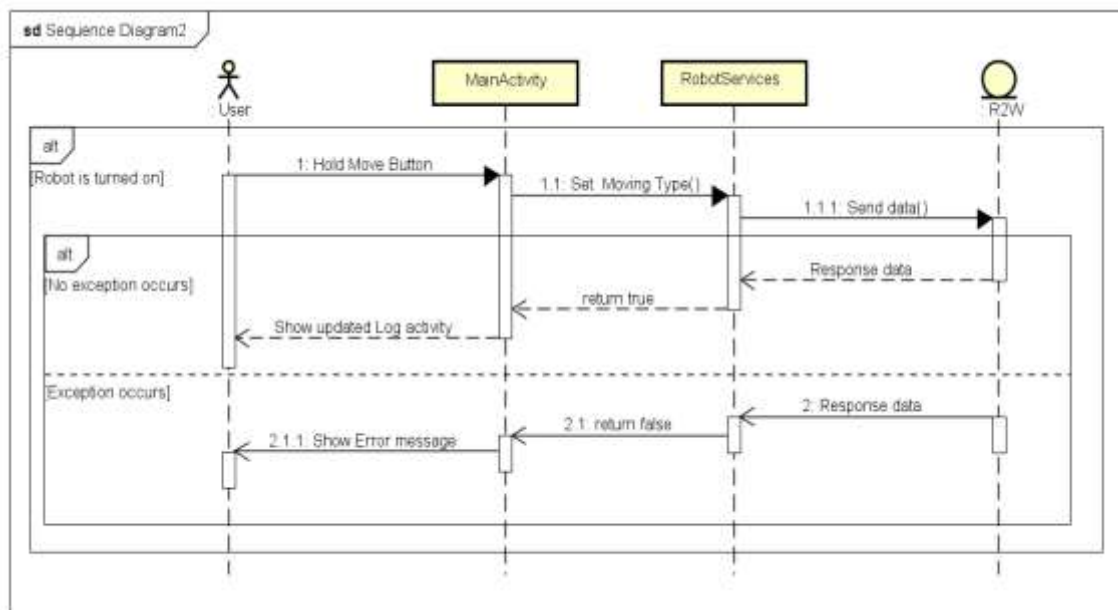 sd Sequence Diagram2
: User
MainActivity
RobotServices
: R2W
alt
[Robot is turned on]
1: Hold Move Button
1.1: Set Moving Type()
1.1.1: Send data()
alt
[No exception occurs]
Response data
return true
Show updated Log activity
[Exception occurs]
2: Response data
2.1: return false
2.1.1: Show Error message